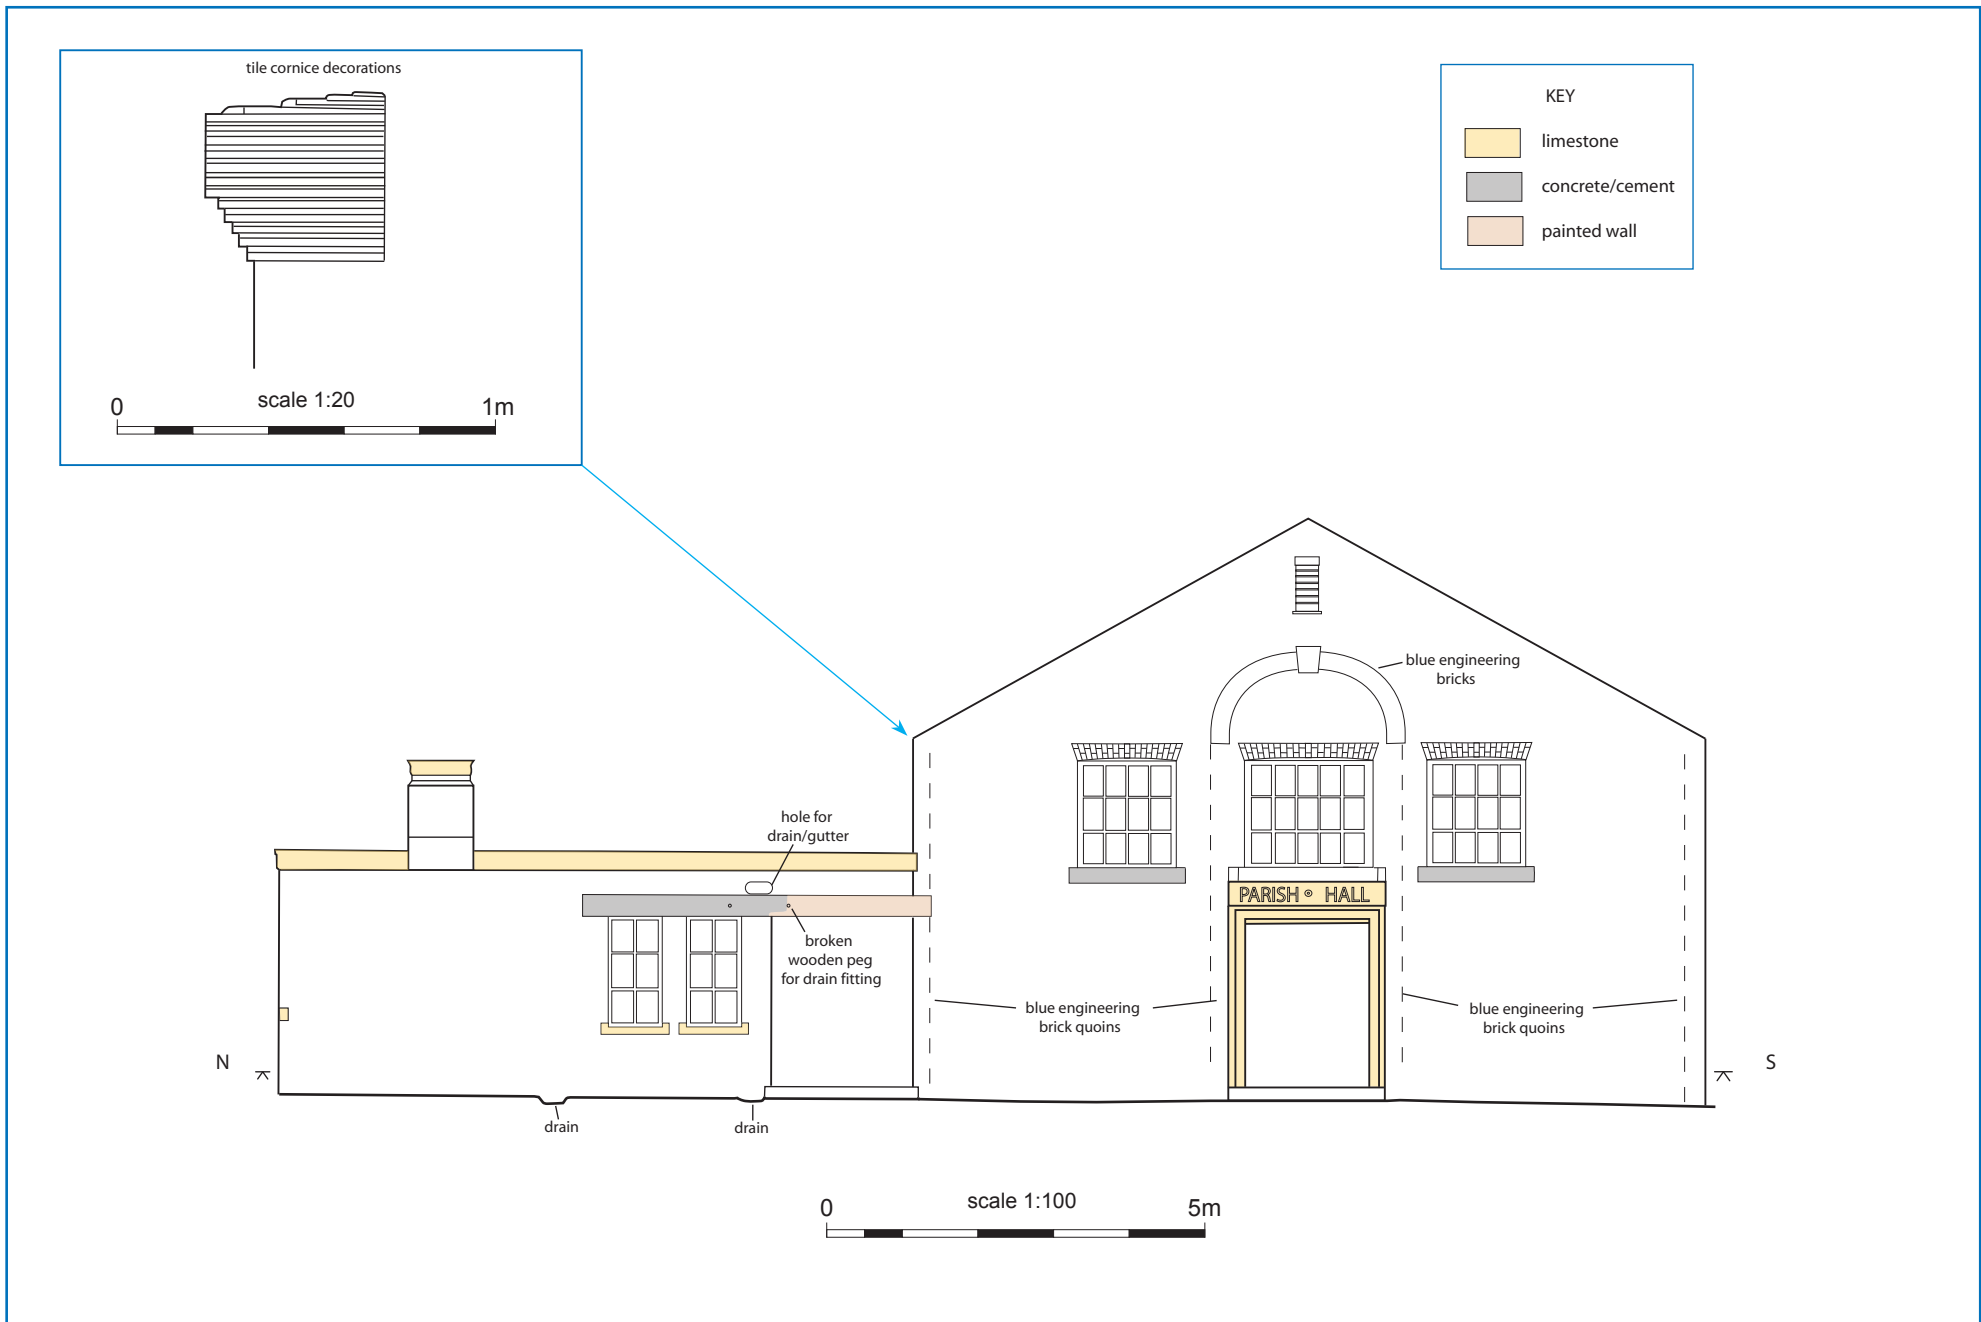 tile cornice decorations
scale 1:20
0
1m
KEY
limestone
concrete/cement
painted wall
blue engineering
bricks
hole for
drain/gutter
PARISH HALL
broken
wooden peg
for drain fitting
blue engineering
brick quoins
blue engineering
brick quoins
N
S
drain
drain
scale 1:100
0
5m